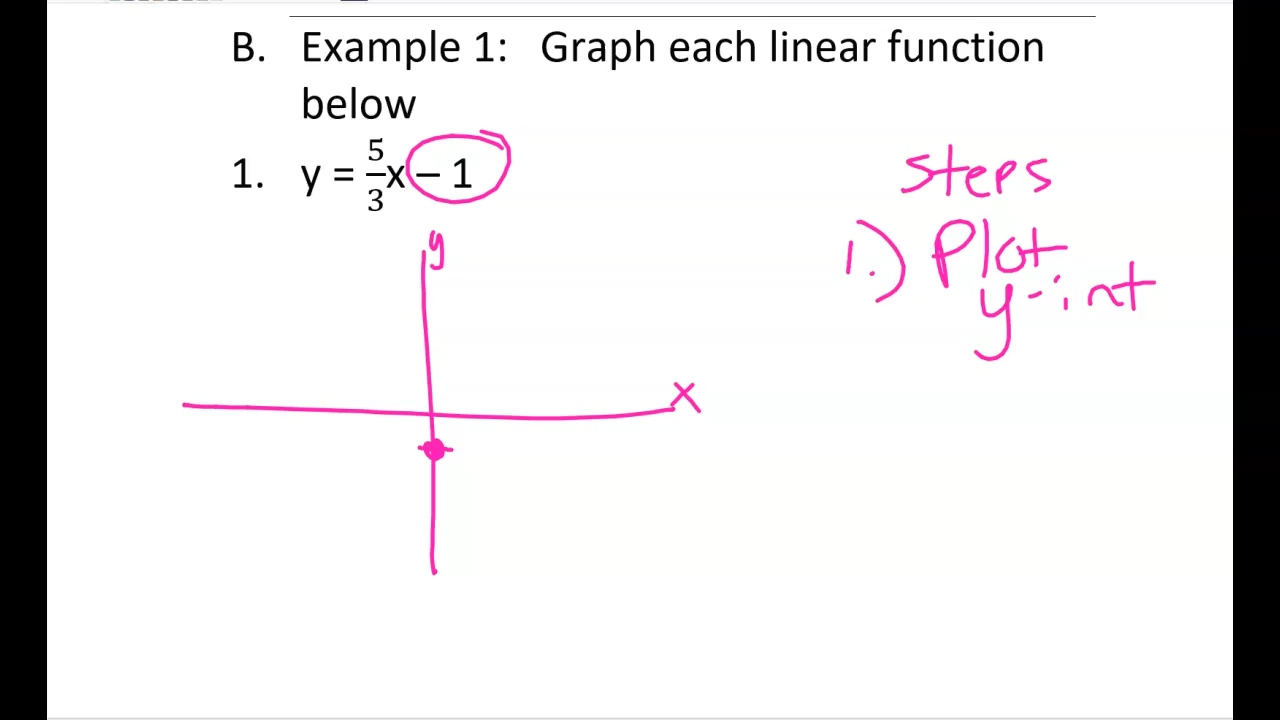 B. Example 1: Graph each linear function
below
1. y = 5/3x – 1
steps
1.) Plot
y-int
y
x